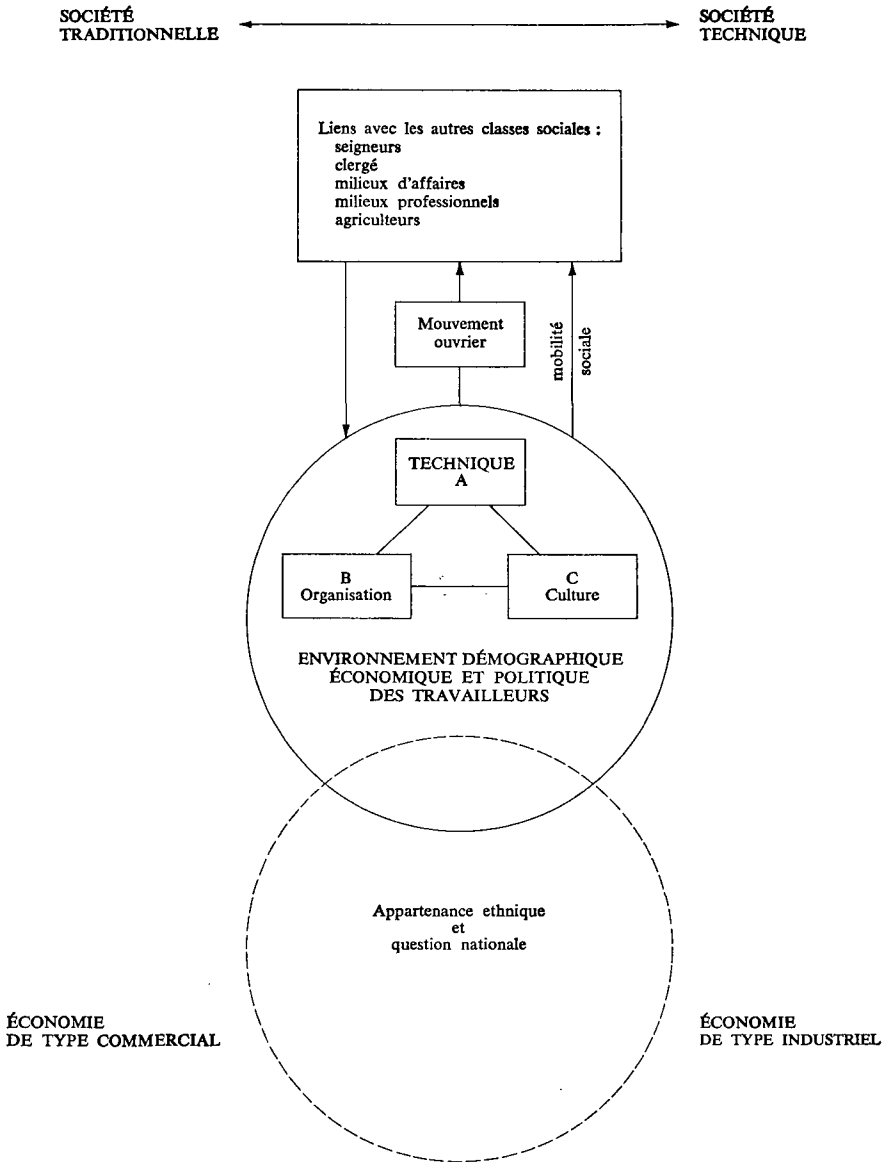 SOCIÉTÉ
TRADITIONNELLE
SOCIÉTÉ
TECHNIQUE
Liens avec les autres classes sociales :
seigneurs
clergé
milieux d'affaires
milieux professionnels
agriculteurs
Mouvement
ouvrier
mobilité
sociale
TECHNIQUE
A
B
Organisation
C
Culture
ENVIRONNEMENT DÉMOGRAPHIQUE
ÉCONOMIQUE ET POLITIQUE
DES TRAVAILLEURS
Appartenance ethnique
et
question nationale
ÉCONOMIE
DE TYPE COMMERCIAL
ÉCONOMIE
DE TYPE INDUSTRIEL